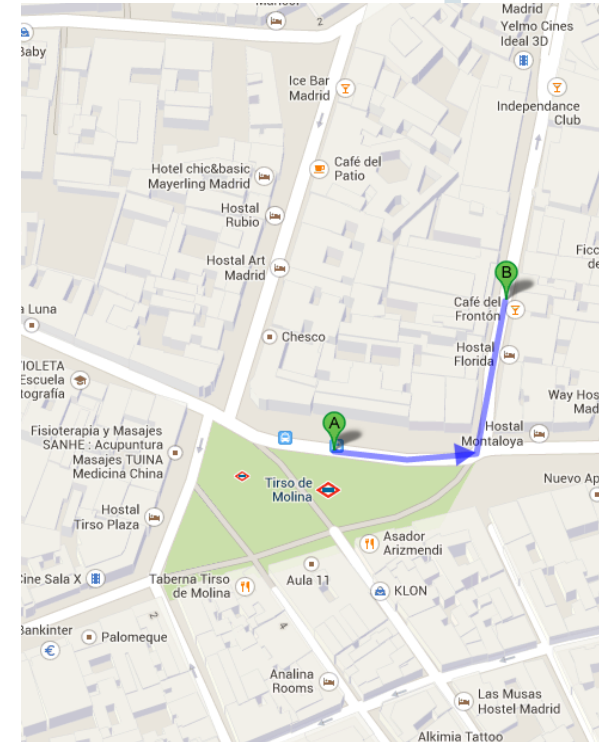 Yelmo Cines
Ideal 3D
Madrid
Baby
Ice Bar
Madrid
Independance
Club
Café del
Patio
Hotel chic&basic
Mayerling Madrid
Hostal
Rubio
Hostal Art
Madrid
Ficc
de
B
Café del
Frontón
a Luna
Chesco
Hostal
Florida
VIOLETA
Escuela
tografía
Way Hos
Mad
A
Fisioterapia y Masajes
SANHE : Acupuntura
Masajes TUINA
Medicina China
Hostal
Montaloya
Tirso de
Molina
Nuevo Ap
Hostal
Tirso Plaza
Asador
Arizmendi
Cine Sala X
Taberna Tirso
de Molina
Aula 11
KLON
Bankinter
€
Palomeque
Analina
Rooms
Las Musas
Hostel Madrid
Alkimia Tattoo